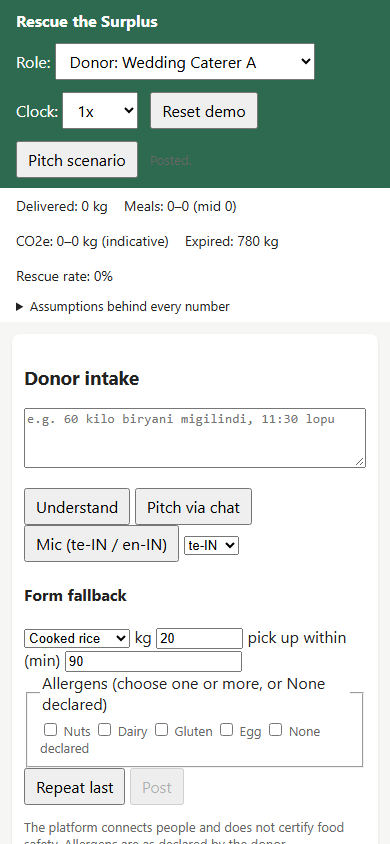 Rescue the Surplus
Role: Donor: Wedding Caterer A
Clock: 1x Reset demo
Pitch scenario Posted.
Delivered: 0 kg Meals: 0–0 (mid 0)
CO2e: 0–0 kg (indicative) Expired: 780 kg
Rescue rate: 0%
Assumptions behind every number
Donor intake
e.g. 60 kilo biryani migilindi, 11:30 lopu
Understand Pitch via chat
Mic (te-IN / en-IN) te-IN
Form fallback
Cooked rice kg 20 pick up within
(min) 90
Allergens (choose one or more, or None
declared)
Nuts Dairy Gluten Egg None
declared
Repeat last Post
The platform connects people and does not certify food
safety. Allergens are as declared by the donor.